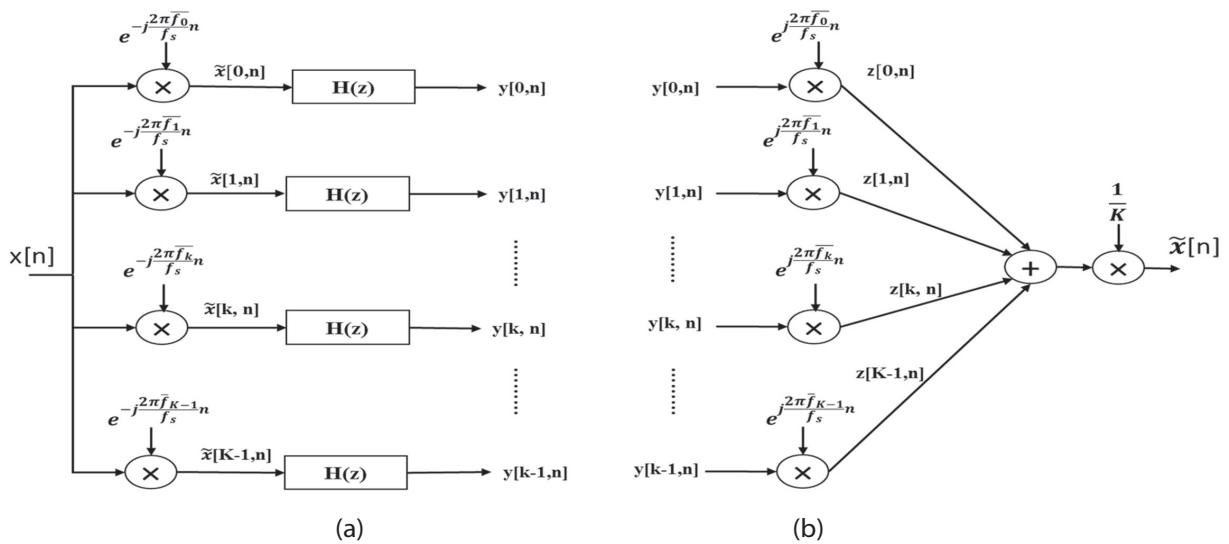 e^{-j\frac{2\pi\overline{f_0}}{f_s}n}
x̃[0,n]
H(z)
y[0,n]
e^{-j\frac{2\pi\overline{f_1}}{f_s}n}
x̃[1,n]
H(z)
y[1,n]
x[n]
e^{-j\frac{2\pi\overline{f_k}}{f_s}n}
x̃[k, n]
H(z)
y[k, n]
e^{-j\frac{2\pi\overline{f}_{K-1}}{f_s}n}
x̃[K-1,n]
H(z)
y[k-1,n]
(a)
e^{j\frac{2\pi\overline{f_0}}{f_s}n}
y[0,n]
×
z[0,n]
e^{j\frac{2\pi\overline{f_1}}{f_s}n}
y[1,n]
×
z[1,n]
e^{j\frac{2\pi\overline{f_k}}{f_s}n}
y[k, n]
×
z[k, n]
e^{j\frac{2\pi\overline{f}_{K-1}}{f_s}n}
y[k-1,n]
×
z[K-1,n]
+
\frac{1}{K}
×
x̃[n]
(b)